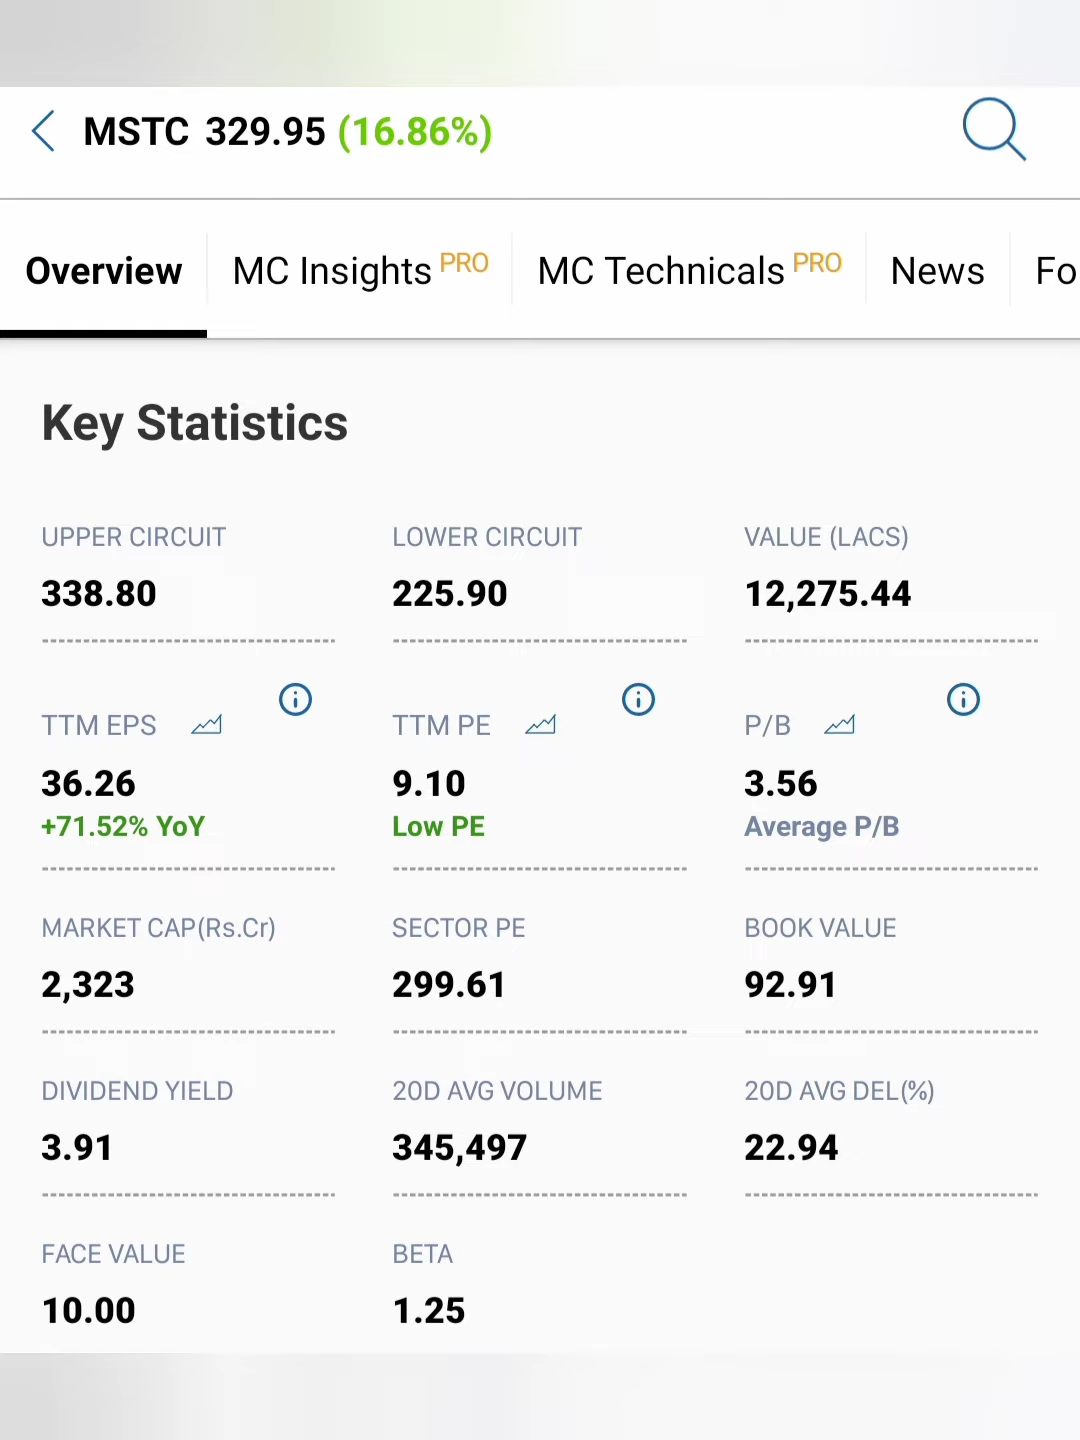 MSTC 329.95 (16.86%)
Overview MC Insights PRO MC Technicals PRO News Fo
Key Statistics
UPPER CIRCUIT LOWER CIRCUIT VALUE (LACS)
338.80 225.90 12,275.44
TTM EPS TTM PE P/B
36.26 9.10 3.56
+71.52% YoY Low PE Average P/B
MARKET CAP(Rs.Cr) SECTOR PE BOOK VALUE
2,323 299.61 92.91
DIVIDEND YIELD 20D AVG VOLUME 20D AVG DEL(%)
3.91 345,497 22.94
FACE VALUE BETA
10.00 1.25